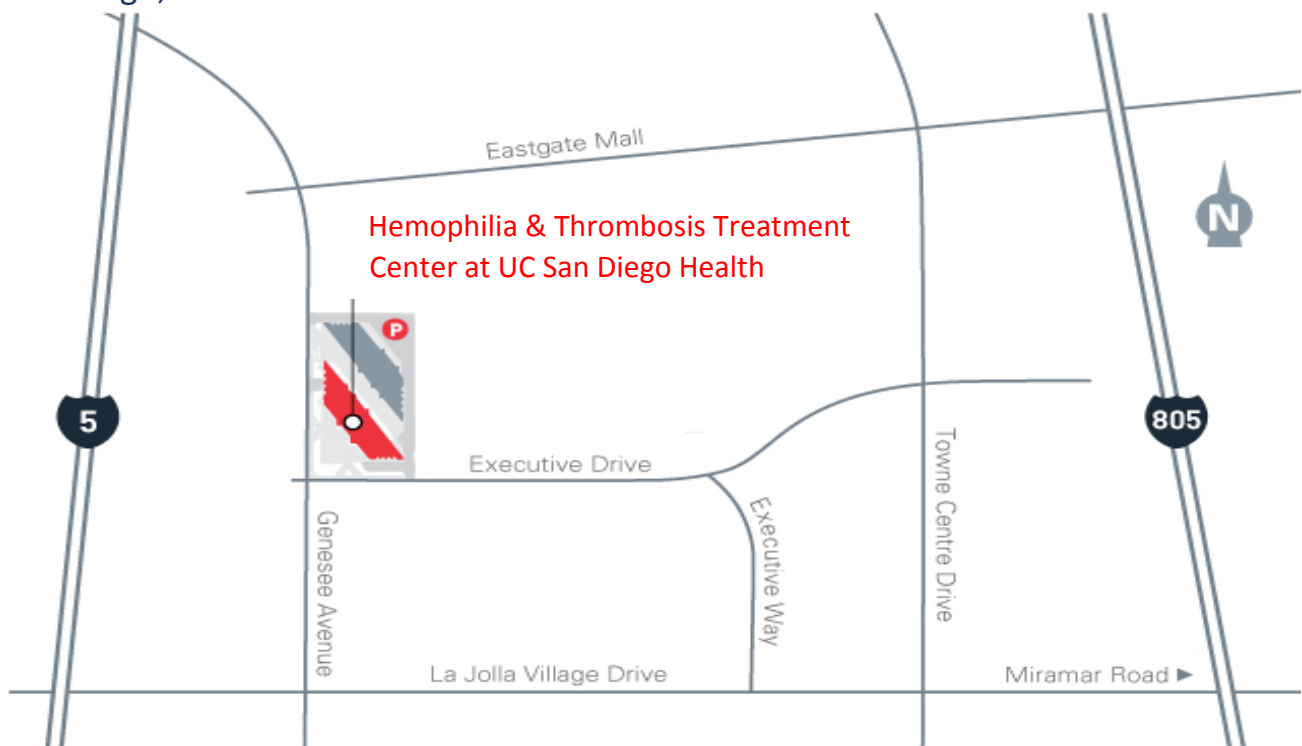 Eastgate Mall
N
Hemophilia & Thrombosis Treatment
Center at UC San Diego Health
P
5
805
Executive Drive
Towne Centre Drive
Executive Way
Genesee Avenue
La Jolla Village Drive
Miramar Road ►